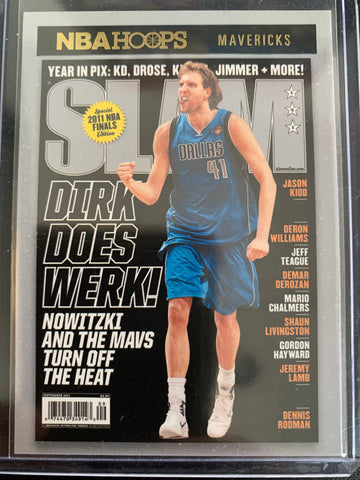 NBA HOOPS MAVERICKS
YEAR IN PIX: KD, DROSE, K JIMMER + MORE!
SLAM
Special
2011 NBA
FINALS
Edition
DALLAS
41
DIRK
DOES
WERK!
NOWITZKI
AND THE MAVS
TURN OFF
THE HEAT
JASON
KIDD
DERON
WILLIAMS
JEFF
TEAGUE
DEMAR
DEROZAN
MARIO
CHALMERS
SHAUN
LIVINGSTON
GORDON
HAYWARD
JEREMY
LAMB
DENNIS
RODMAN
SEPTEMBER 2011